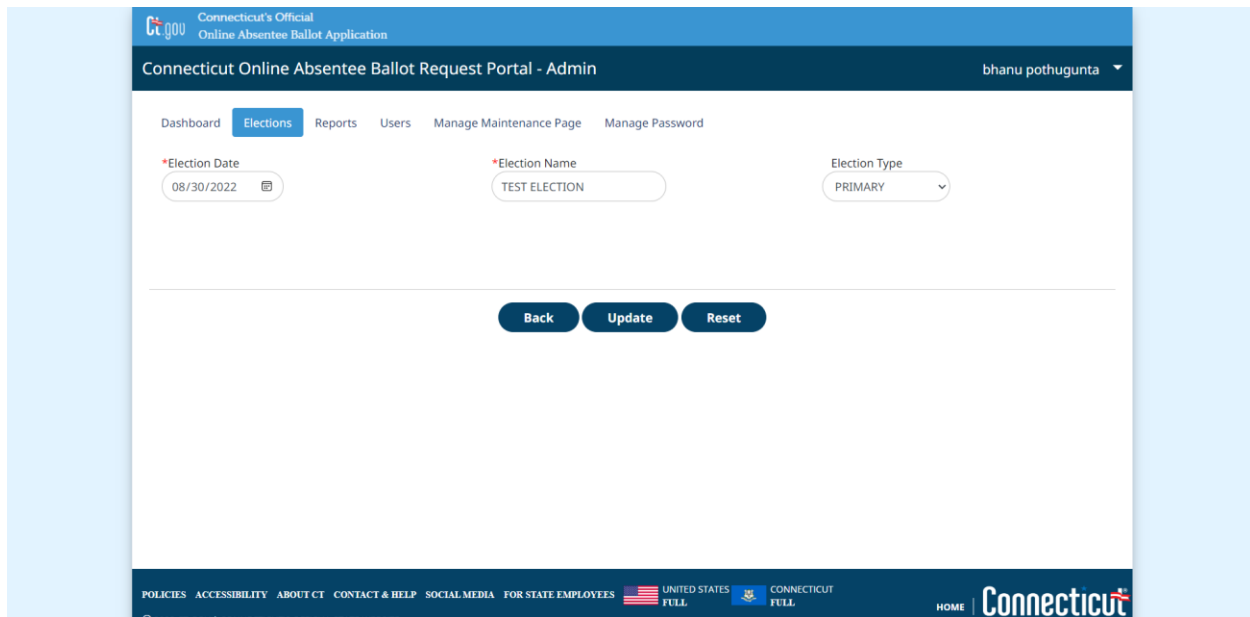 Ct.gov Connecticut's Official
Online Absentee Ballot Application
Connecticut Online Absentee Ballot Request Portal - Admin bhanu pothugunta
Dashboard Elections Reports Users Manage Maintenance Page Manage Password
*Election Date *Election Name Election Type
08/30/2022 TEST ELECTION PRIMARY
Back Update Reset
POLICIES ACCESSIBILITY ABOUT CT CONTACT & HELP SOCIAL MEDIA FOR STATE EMPLOYEES UNITED STATES FULL CONNECTICUT FULL HOME | Connecticut